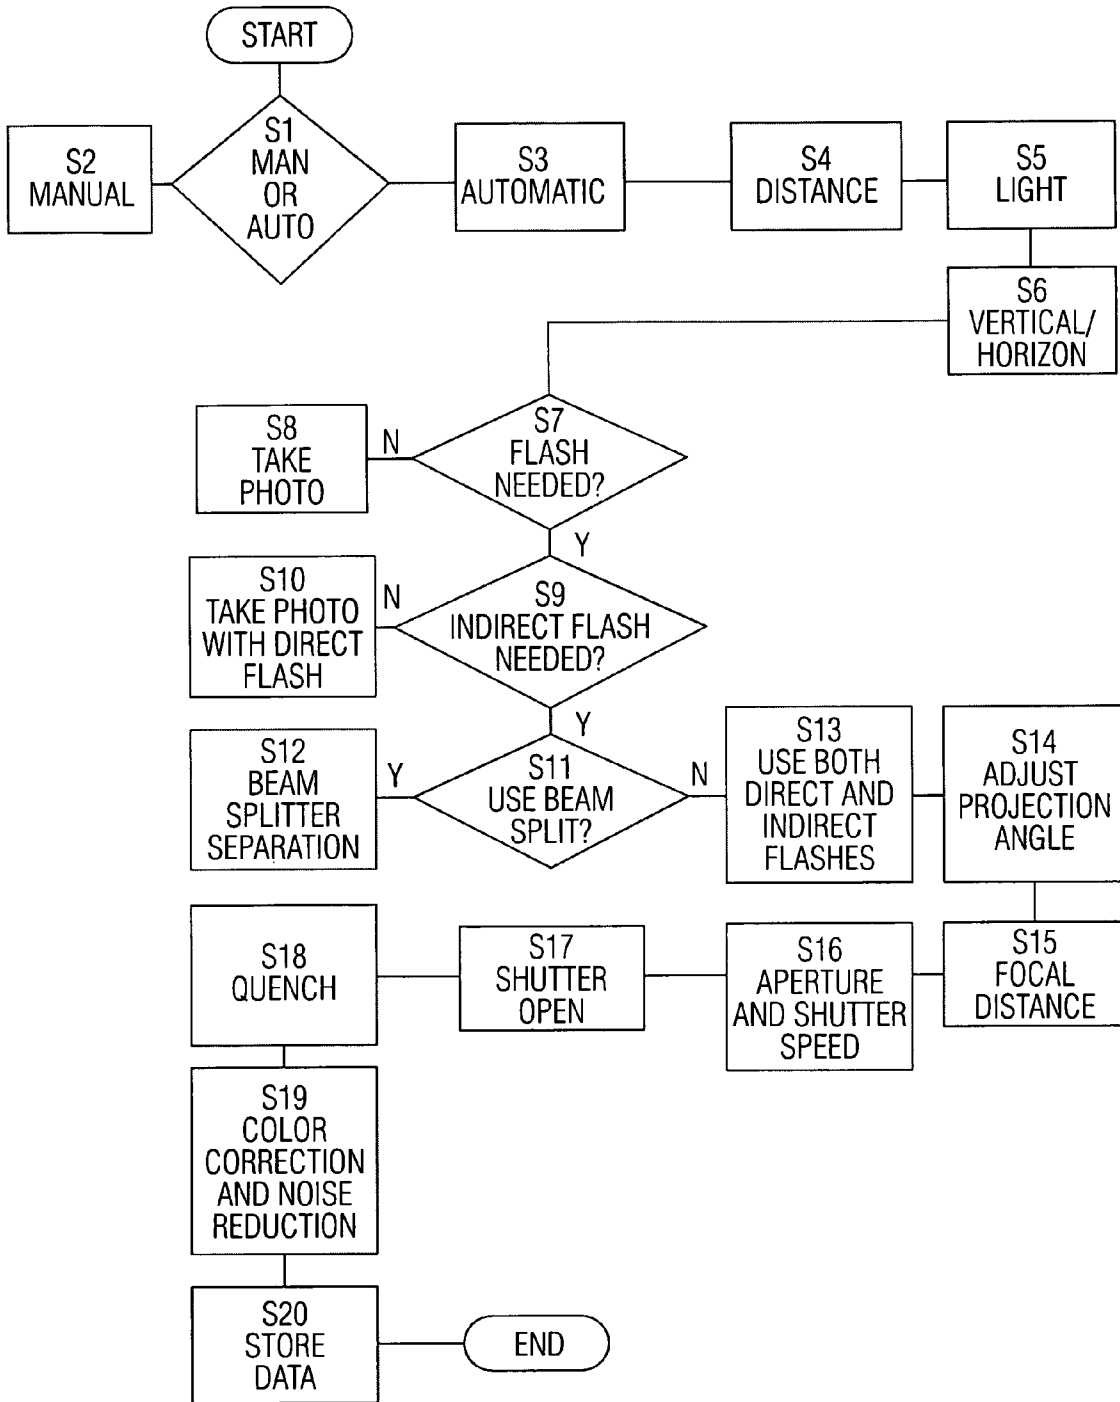 START
S1
MAN
OR
AUTO
S2
MANUAL
S3
AUTOMATIC
S4
DISTANCE
S5
LIGHT
S6
VERTICAL/
HORIZON
S7
FLASH
NEEDED?
N
S8
TAKE
PHOTO
Y
S9
INDIRECT FLASH
NEEDED?
N
S10
TAKE PHOTO
WITH DIRECT
FLASH
Y
S11
USE BEAM
SPLIT?
Y
S12
BEAM
SPLITTER
SEPARATION
N
S13
USE BOTH
DIRECT AND
INDIRECT
FLASHES
S14
ADJUST
PROJECTION
ANGLE
S15
FOCAL
DISTANCE
S16
APERTURE
AND SHUTTER
SPEED
S17
SHUTTER
OPEN
S18
QUENCH
S19
COLOR
CORRECTION
AND NOISE
REDUCTION
S20
STORE
DATA
END